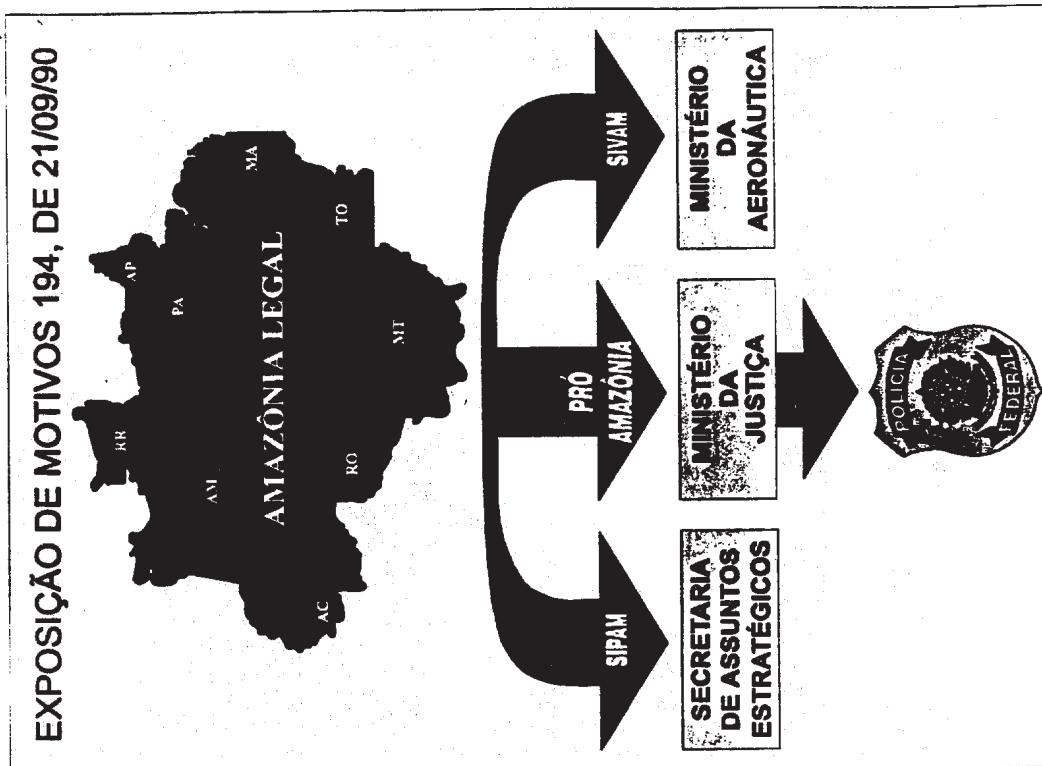 EXPOSIÇÃO DE MOTIVOS 194, DE 21/09/90
RR
AP
AM
PA
MA
AMAZÔNIA LEGAL
AC
RO
TO
MT
SIPAM
PRÓ
AMAZÔNIA
SIVAM
SECRETARIA
DE ASSUNTOS
ESTRATÉGICOS
MINISTÉRIO
DA
JUSTIÇA
MINISTÉRIO
DA
AERONÁUTICA
POLÍCIA
FEDERAL